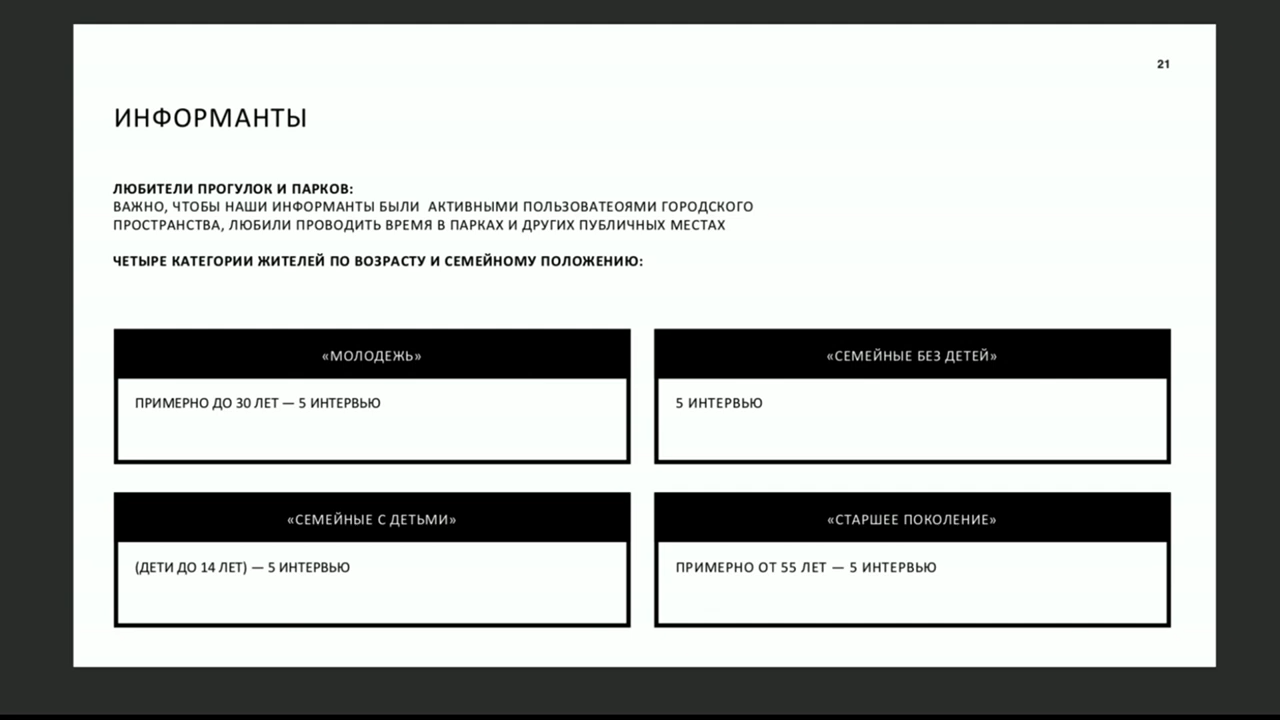 21
ИНФОРМАНТЫ
ЛЮБИТЕЛИ ПРОГУЛОК И ПАРКОВ:
ВАЖНО, ЧТОБЫ НАШИ ИНФОРМАНТЫ БЫЛИ АКТИВНЫМИ ПОЛЬЗОВАТЕОЯМИ ГОРОДСКОГО
ПРОСТРАНСТВА, ЛЮБИЛИ ПРОВОДИТЬ ВРЕМЯ В ПАРКАХ И ДРУГИХ ПУБЛИЧНЫХ МЕСТАХ
ЧЕТЫРЕ КАТЕГОРИИ ЖИТЕЛЕЙ ПО ВОЗРАСТУ И СЕМЕЙНОМУ ПОЛОЖЕНИЮ:
«МОЛОДЕЖЬ»
ПРИМЕРНО ДО 30 ЛЕТ — 5 ИНТЕРВЬЮ
«СЕМЕЙНЫЕ БЕЗ ДЕТЕЙ»
5 ИНТЕРВЬЮ
«СЕМЕЙНЫЕ С ДЕТЬМИ»
(ДЕТИ ДО 14 ЛЕТ) — 5 ИНТЕРВЬЮ
«СТАРШЕЕ ПОКОЛЕНИЕ»
ПРИМЕРНО ОТ 55 ЛЕТ — 5 ИНТЕРВЬЮ